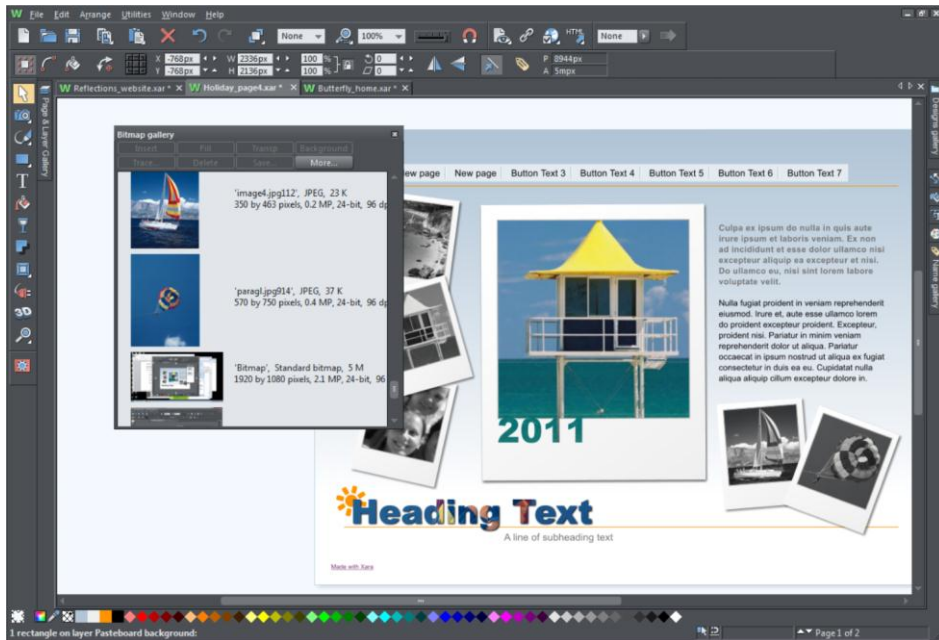 W File Edit Arrange Utilities Window Help
None 100% HTML None
X -768px W 2336px 100 % 0 P 8944px
Y -768px H 2136px 100 % 0 A 5mpx
W Reflections_website.xar * X W Holiday_page4.xar * X W Butterfly_home.xar * X
Page & Layer Gallery
Designs gallery
Name gallery
T
3D
Bitmap gallery
Insert Fill Transp Background
Trace... Delete Save... More...
'image4.jpg112', JPEG, 23 K
350 by 463 pixels, 0.2 MP, 24-bit, 96 dp
'paragl.jpg914', JPEG, 37 K
570 by 750 pixels, 0.4 MP, 24-bit, 96 dp
'Bitmap', Standard bitmap, 5 M
1920 by 1080 pixels, 2.1 MP, 24-bit, 96
ew page New page Button Text 3 Button Text 4 Button Text 5 Button Text 6 Button Text 7
Culpa ex ipsum do nulla in quis aute
irure ipsum et laboris veniam. Ex non
ad incididunt et esse dolor ullamco nisi
excepteur aliquip ea excepteur et nisi.
Do ullamco eu, nisi sint lorem labore
voluptate velit.
Nulla fugiat proident in veniam reprehenderit
eiusmod. Irure et, aute esse ullamco lorem
do proident excepteur proident. Excepteur,
proident nisi. Pariatur in minim veniam
reprehenderit dolor ut aliqua. Pariatur
occaecat in ipsum nostrud ut aliqua ex fugiat
consectetur in duis ea eu. Cupidatat nulla
aliqua aliquip cillum excepteur dolore in.
2011
Heading Text
A line of subheading text
Made with Xara
1 rectangle on layer Pasteboard background:
Page 1 of 2